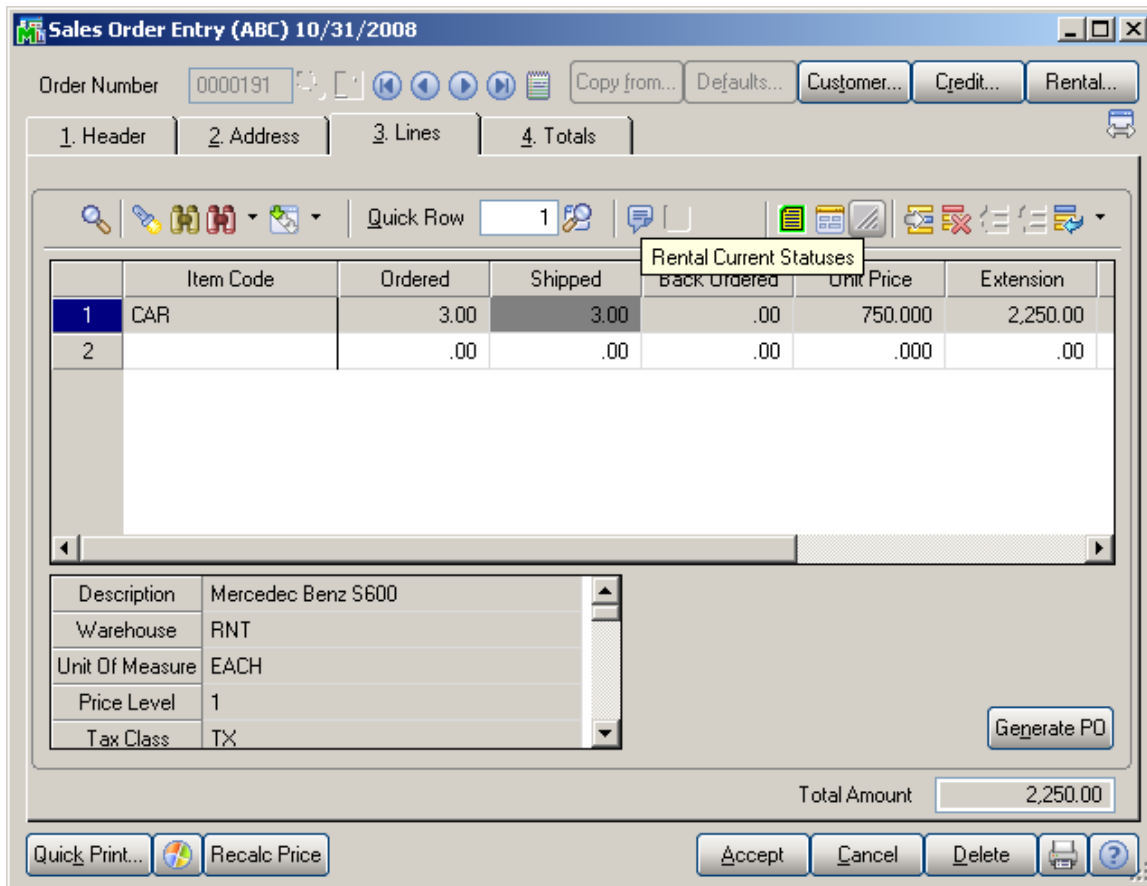 Sales Order Entry (ABC) 10/31/2008
Order Number 0000191 Copy from... Defaults... Customer... Credit... Rental...
1. Header 2. Address 3. Lines 4. Totals
Quick Row 1
Rental Current Statuses
Item Code Ordered Shipped Back Ordered Unit Price Extension
1 CAR 3.00 3.00 .00 750.000 2,250.00
2 .00 .00 .00 .000 .00
Description Mercedec Benz S600
Warehouse RNT
Unit Of Measure EACH
Price Level 1
Tax Class TX
Generate PO
Total Amount 2,250.00
Quick Print... Recalc Price Accept Cancel Delete